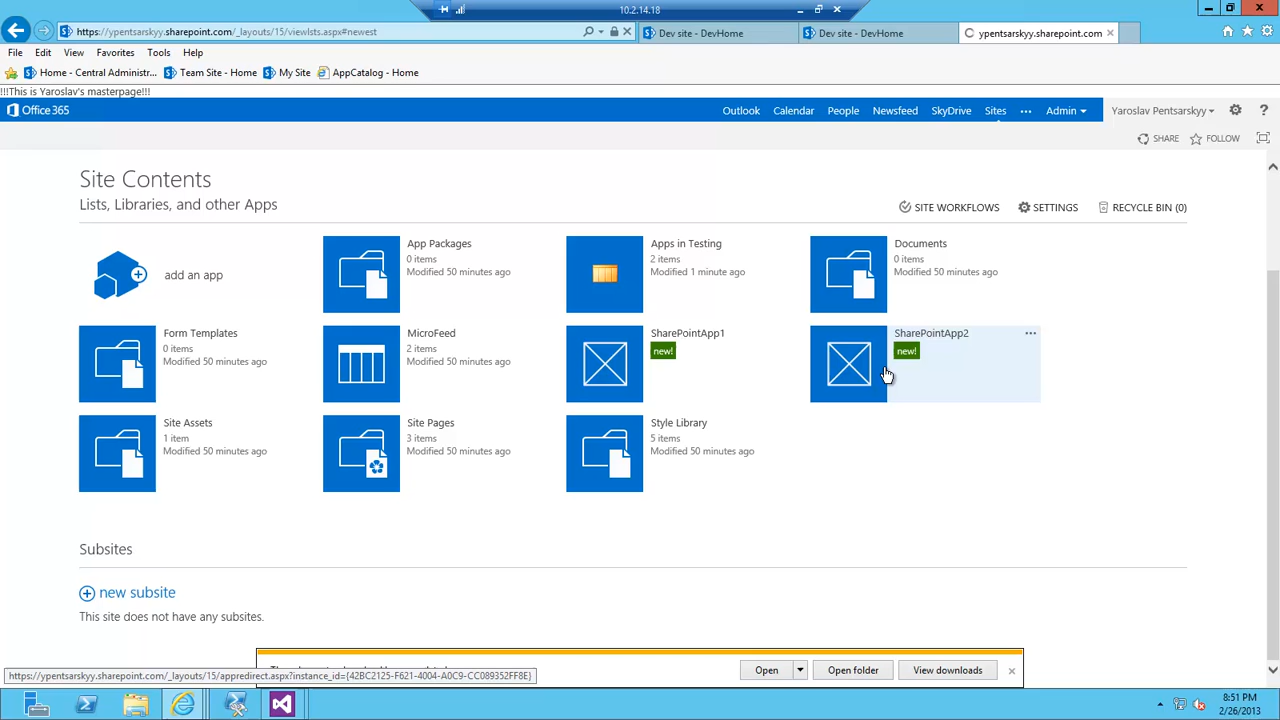 10.2.14.18
https://ypentsarskyy.sharepoint.com/_layouts/15/viewlsts.aspx#newest
Dev site - DevHome
Dev site - DevHome
ypentsarskyy.sharepoint.com
File Edit View Favorites Tools Help
Home - Central Administr... Team Site - Home My Site AppCatalog - Home
!!!This is Yaroslav's masterpage!!!
Office 365
Outlook Calendar People Newsfeed SkyDrive Sites ... Admin Yaroslav Pentsarskyy ?
SHARE FOLLOW
Site Contents
Lists, Libraries, and other Apps
SITE WORKFLOWS SETTINGS RECYCLE BIN (0)
add an app
App Packages
0 items
Modified 50 minutes ago
Apps in Testing
2 items
Modified 1 minute ago
Documents
0 items
Modified 50 minutes ago
Form Templates
0 items
Modified 50 minutes ago
MicroFeed
2 items
Modified 50 minutes ago
SharePointApp1
new!
SharePointApp2
new!
...
Site Assets
1 item
Modified 50 minutes ago
Site Pages
3 items
Modified 50 minutes ago
Style Library
5 items
Modified 50 minutes ago
Subsites
new subsite
This site does not have any subsites.
Open Open folder View downloads
https://ypentsarskyy.sharepoint.com/_layouts/15/appredirect.aspx?instance_id={42BC2125-F621-4004-A0C9-CC089352FF8E}
8:51 PM
2/26/2013